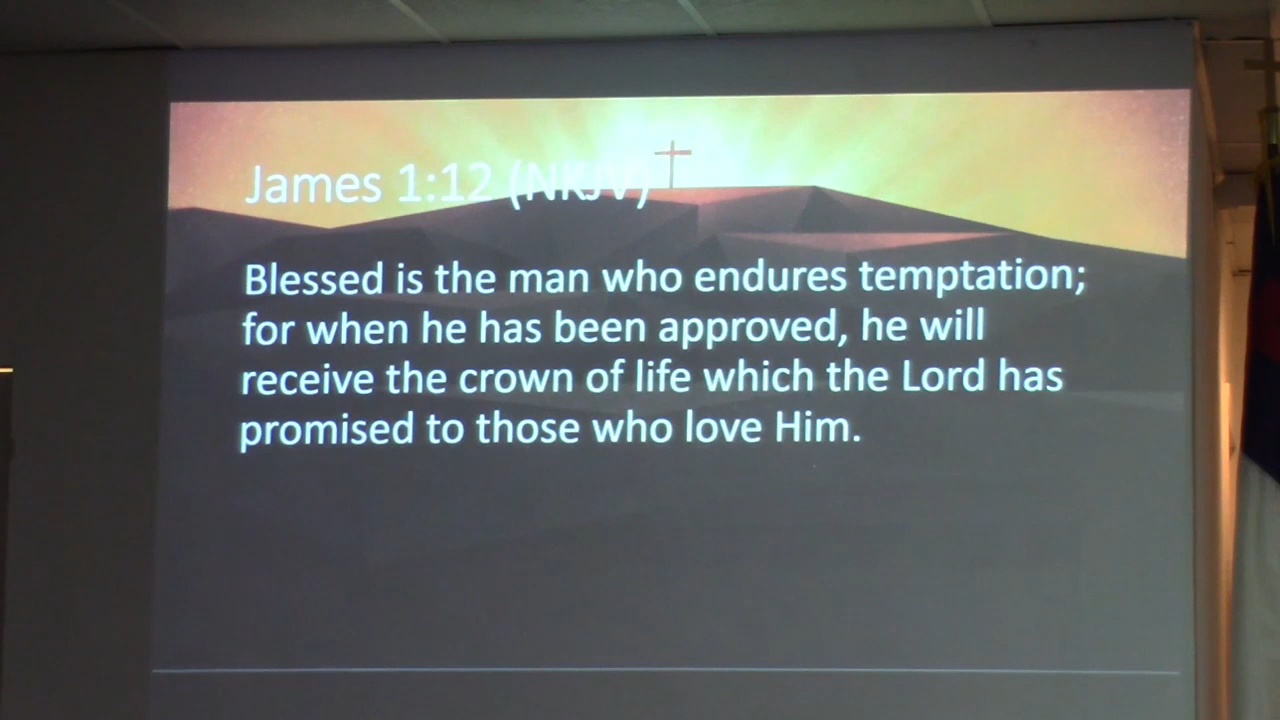 James 1:12 (NKJV)
Blessed is the man who endures temptation;
for when he has been approved, he will
receive the crown of life which the Lord has
promised to those who love Him.